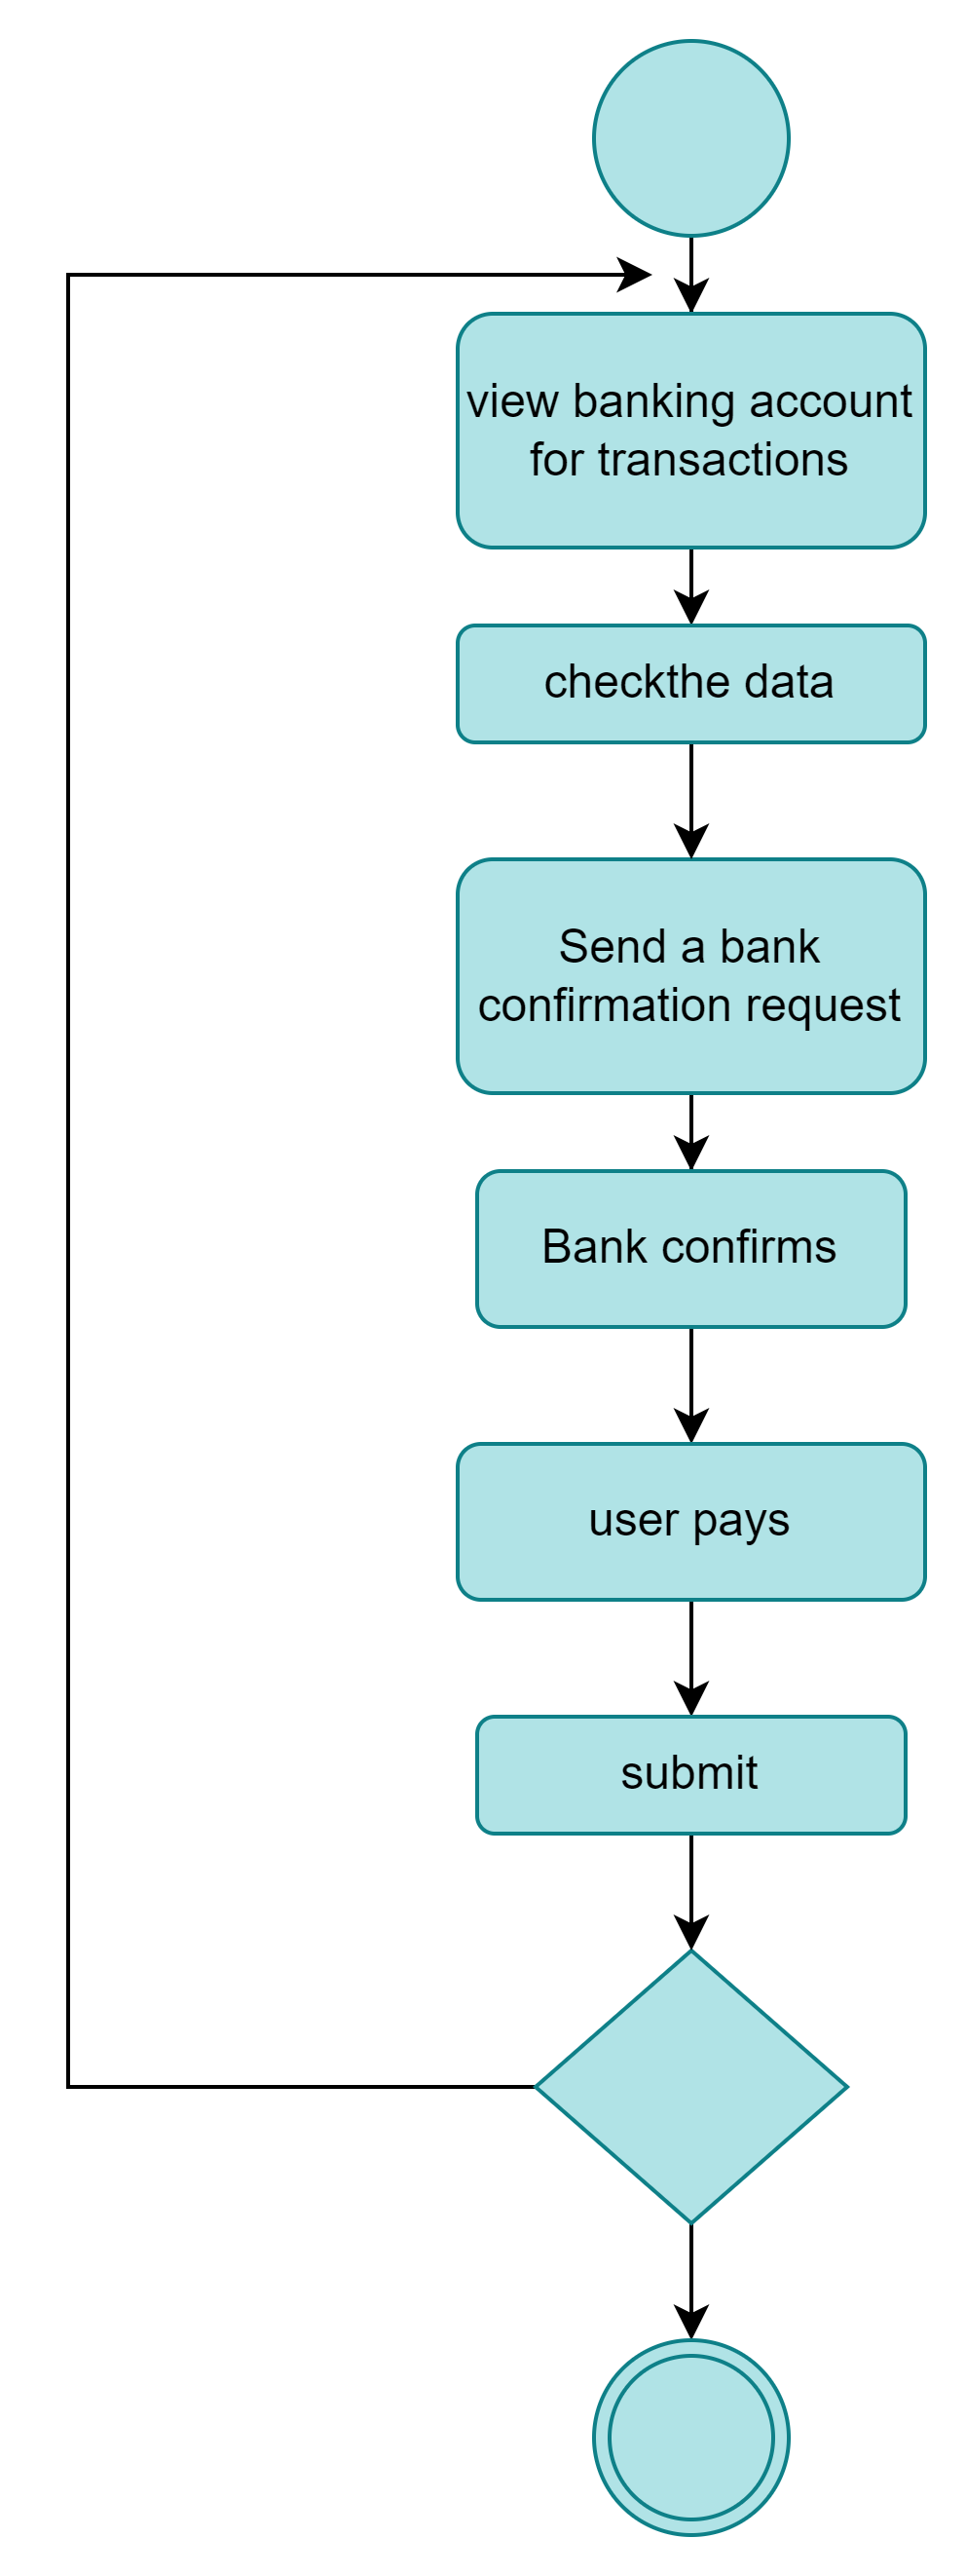 view banking account
for transactions
checkthe data
Send a bank
confirmation request
Bank confirms
user pays
submit